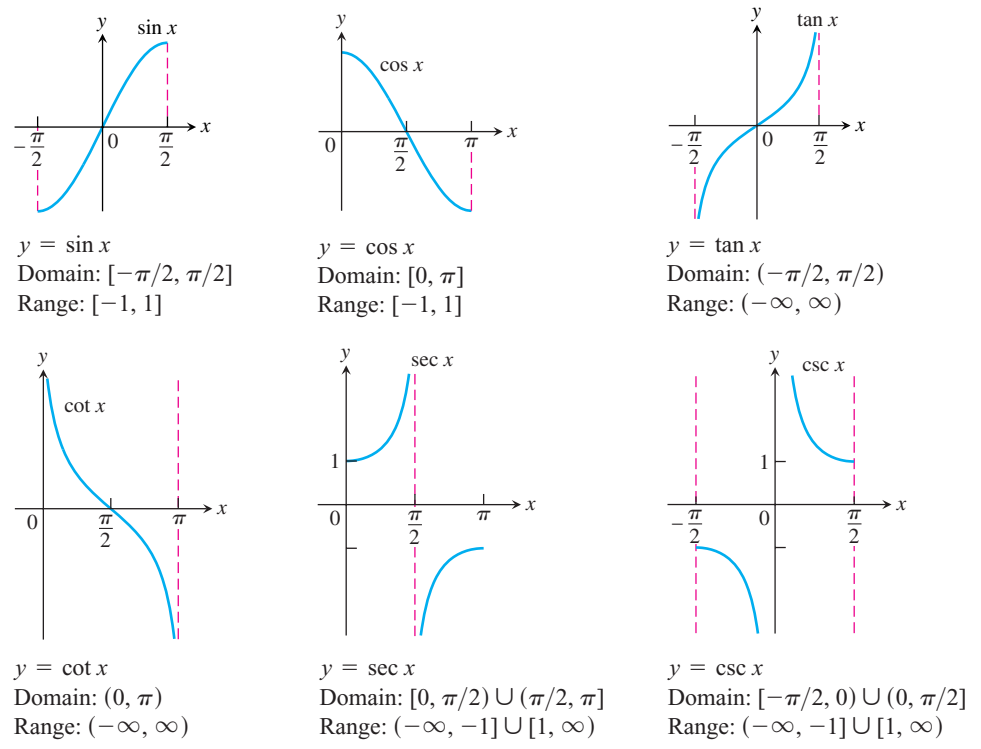 y
sin x
−π/2
0
π/2
x
y = sin x
Domain: [−π/2, π/2]
Range: [−1, 1]
y
cos x
0
π/2
π
x
y = cos x
Domain: [0, π]
Range: [−1, 1]
y
tan x
−π/2
0
π/2
x
y = tan x
Domain: (−π/2, π/2)
Range: (−∞, ∞)
y
cot x
0
π/2
π
x
y = cot x
Domain: (0, π)
Range: (−∞, ∞)
y
sec x
1
0
π/2
π
x
y = sec x
Domain: [0, π/2) ∪ (π/2, π]
Range: (−∞, −1] ∪ [1, ∞)
y
csc x
1
−π/2
0
π/2
x
y = csc x
Domain: [−π/2, 0) ∪ (0, π/2]
Range: (−∞, −1] ∪ [1, ∞)